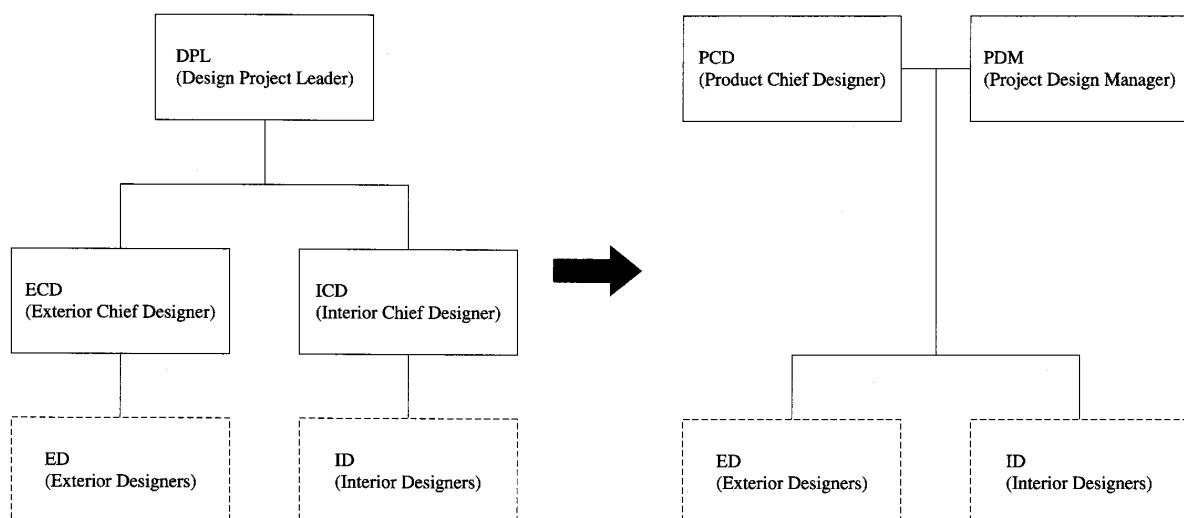 DPL
(Design Project Leader)
ECD
(Exterior Chief Designer)
ICD
(Interior Chief Designer)
ED
(Exterior Designers)
ID
(Interior Designers)
PCD
(Product Chief Designer)
PDM
(Project Design Manager)
ED
(Exterior Designers)
ID
(Interior Designers)